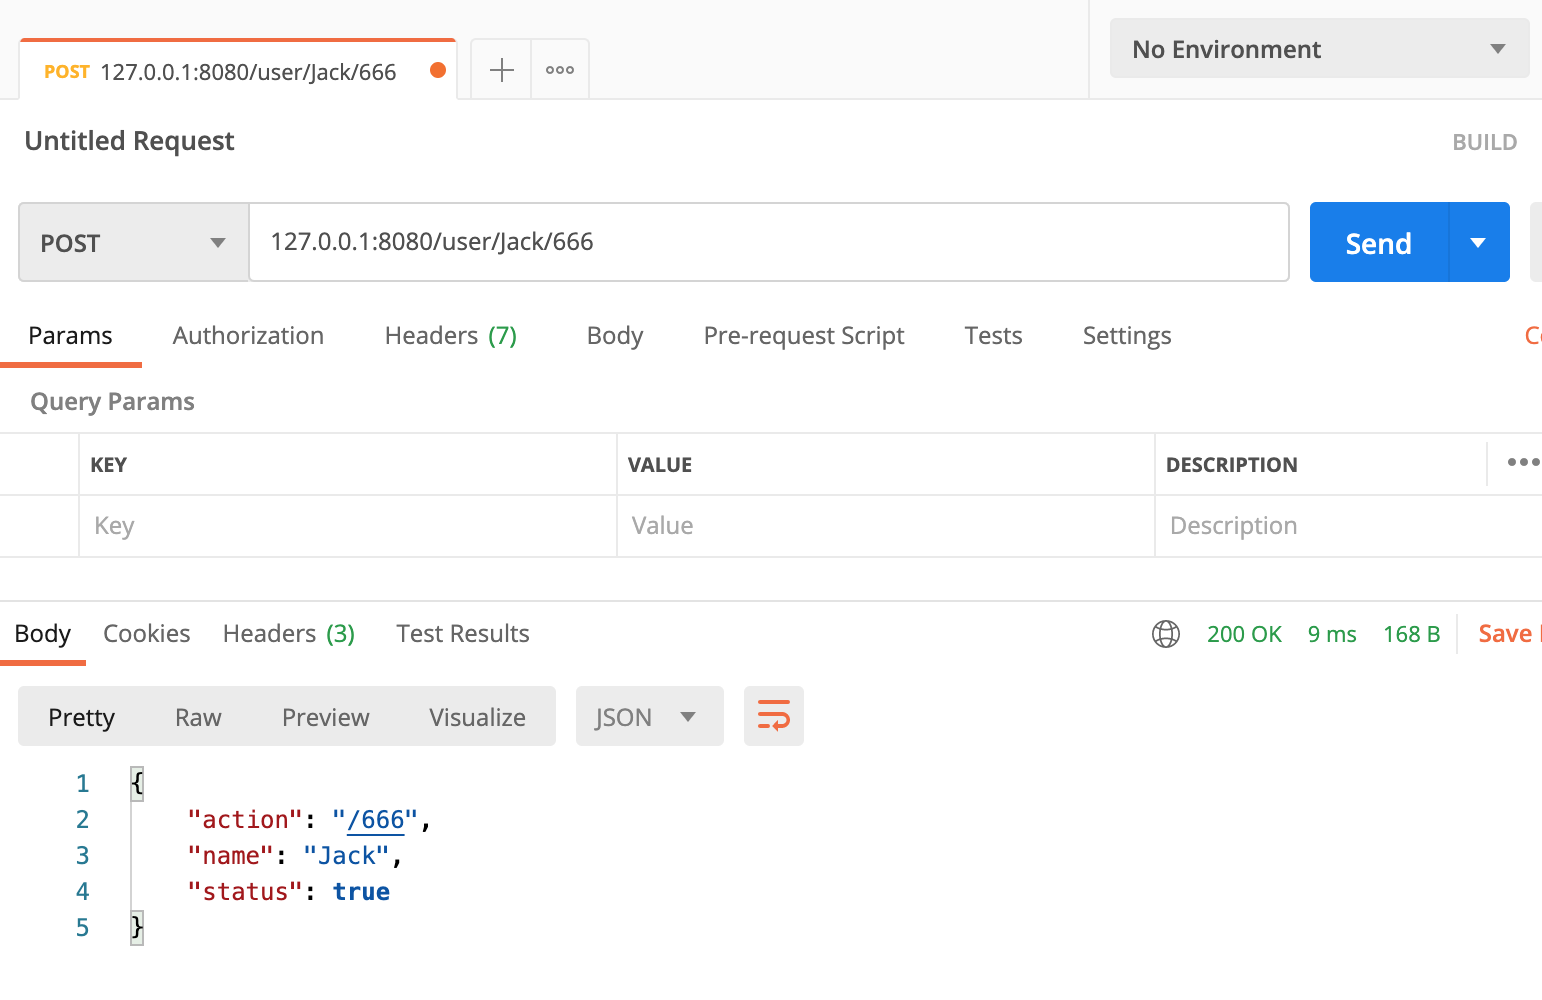 POST 127.0.0.1:8080/user/Jack/666
No Environment
Untitled Request
BUILD
POST
127.0.0.1:8080/user/Jack/666
Send
Params Authorization Headers (7) Body Pre-request Script Tests Settings
Query Params
KEY VALUE DESCRIPTION
Key Value Description
Body Cookies Headers (3) Test Results 200 OK 9 ms 168 B Save
Pretty Raw Preview Visualize JSON
1 {
2 "action": "/666",
3 "name": "Jack",
4 "status": true
5 }